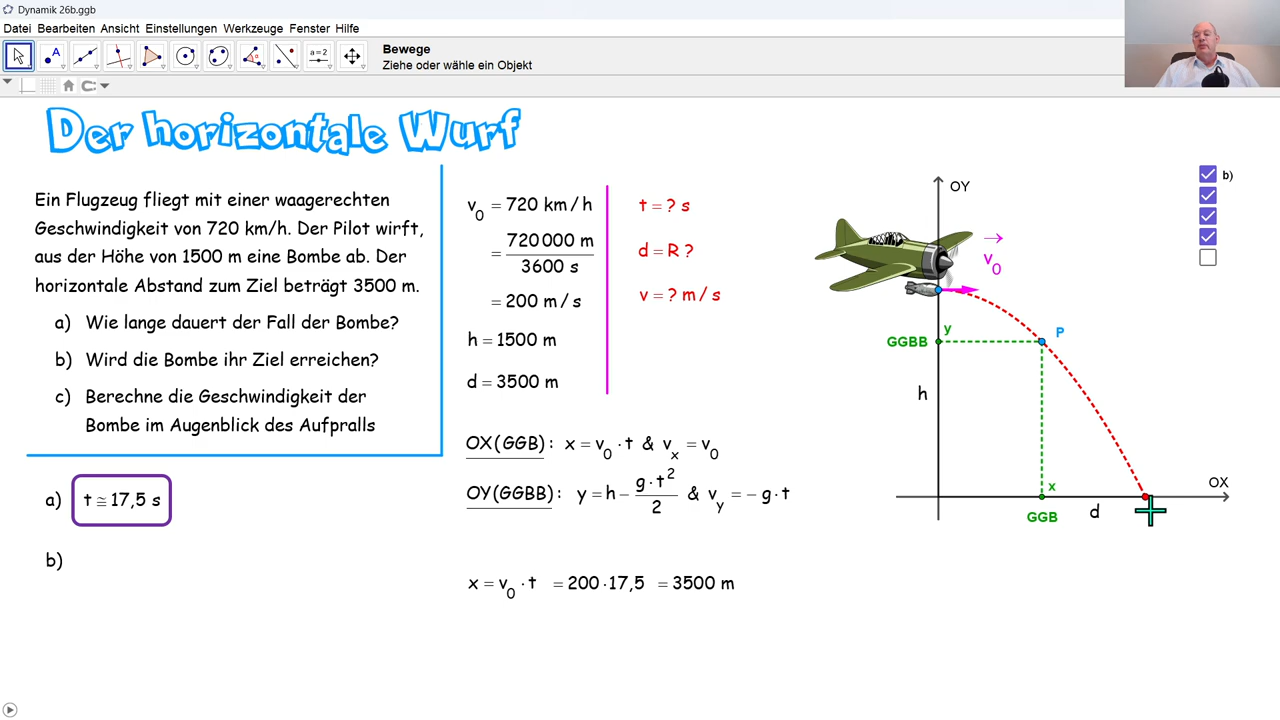 Dynamik 26b.ggb
Datei Bearbeiten Ansicht Einstellungen Werkzeuge Fenster Hilfe
A
a=2
Bewege
Ziehe oder wähle ein Objekt
Der horizontale Wurf
Ein Flugzeug fliegt mit einer waagerechten
Geschwindigkeit von 720 km/h. Der Pilot wirft,
aus der Höhe von 1500 m eine Bombe ab. Der
horizontale Abstand zum Ziel beträgt 3500 m.
a) Wie lange dauert der Fall der Bombe?
b) Wird die Bombe ihr Ziel erreichen?
c) Berechne die Geschwindigkeit der
Bombe im Augenblick des Aufpralls
v₀ = 720 km/h
= 720 000 m / 3600 s
= 200 m/s
h = 1500 m
d = 3500 m
t = ? s
d = R ?
v = ? m/s
OX(GGB): x = v₀ · t & vₓ = v₀
OY(GGBB): y = h − g·t²/2 & v_y = − g · t
a) t ≅ 17,5 s
b)
x = v₀ · t = 200 · 17,5 = 3500 m
OY
v₀
P
y
GGBB
h
x
OX
GGB
d
b)